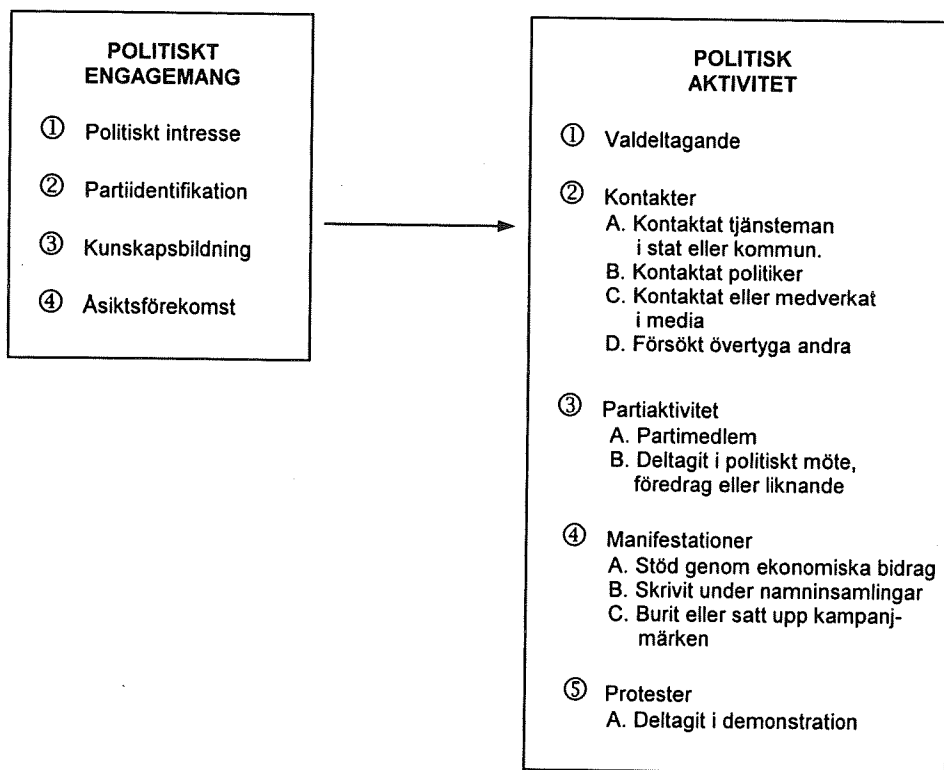 POLITISKT
ENGAGEMANG
① Politiskt intresse
② Partiidentifikation
③ Kunskapsbildning
④ Åsiktsförekomst
POLITISK
AKTIVITET
① Valdeltagande
② Kontakter
A. Kontaktat tjänsteman
i stat eller kommun.
B. Kontaktat politiker
C. Kontaktat eller medverkat
i media
D. Försökt övertyga andra
③ Partiaktivitet
A. Partimedlem
B. Deltagit i politiskt möte,
föredrag eller liknande
④ Manifestationer
A. Stöd genom ekonomiska bidrag
B. Skrivit under namninsamlingar
C. Burit eller satt upp kampanj-
märken
⑤ Protester
A. Deltagit i demonstration